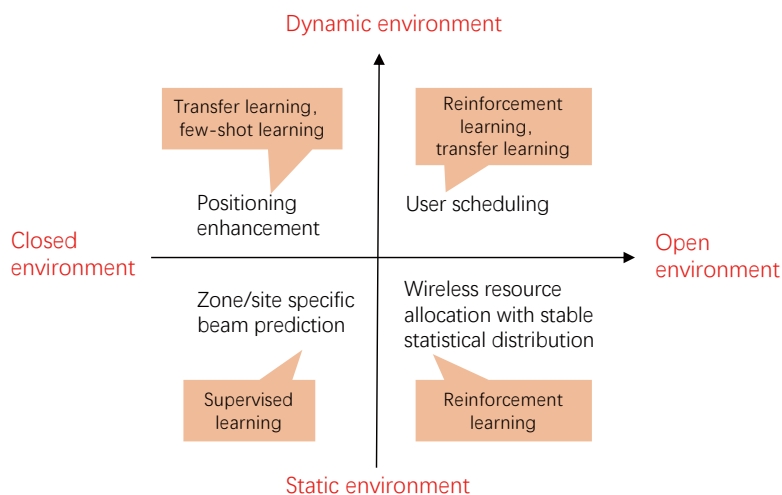 Dynamic environment
Transfer learning,
few-shot learning
Reinforcement
learning,
transfer learning
Positioning
enhancement
User scheduling
Closed
environment
Open
environment
Zone/site specific
beam prediction
Wireless resource
allocation with stable
statistical distribution
Supervised
learning
Reinforcement
learning
Static environment